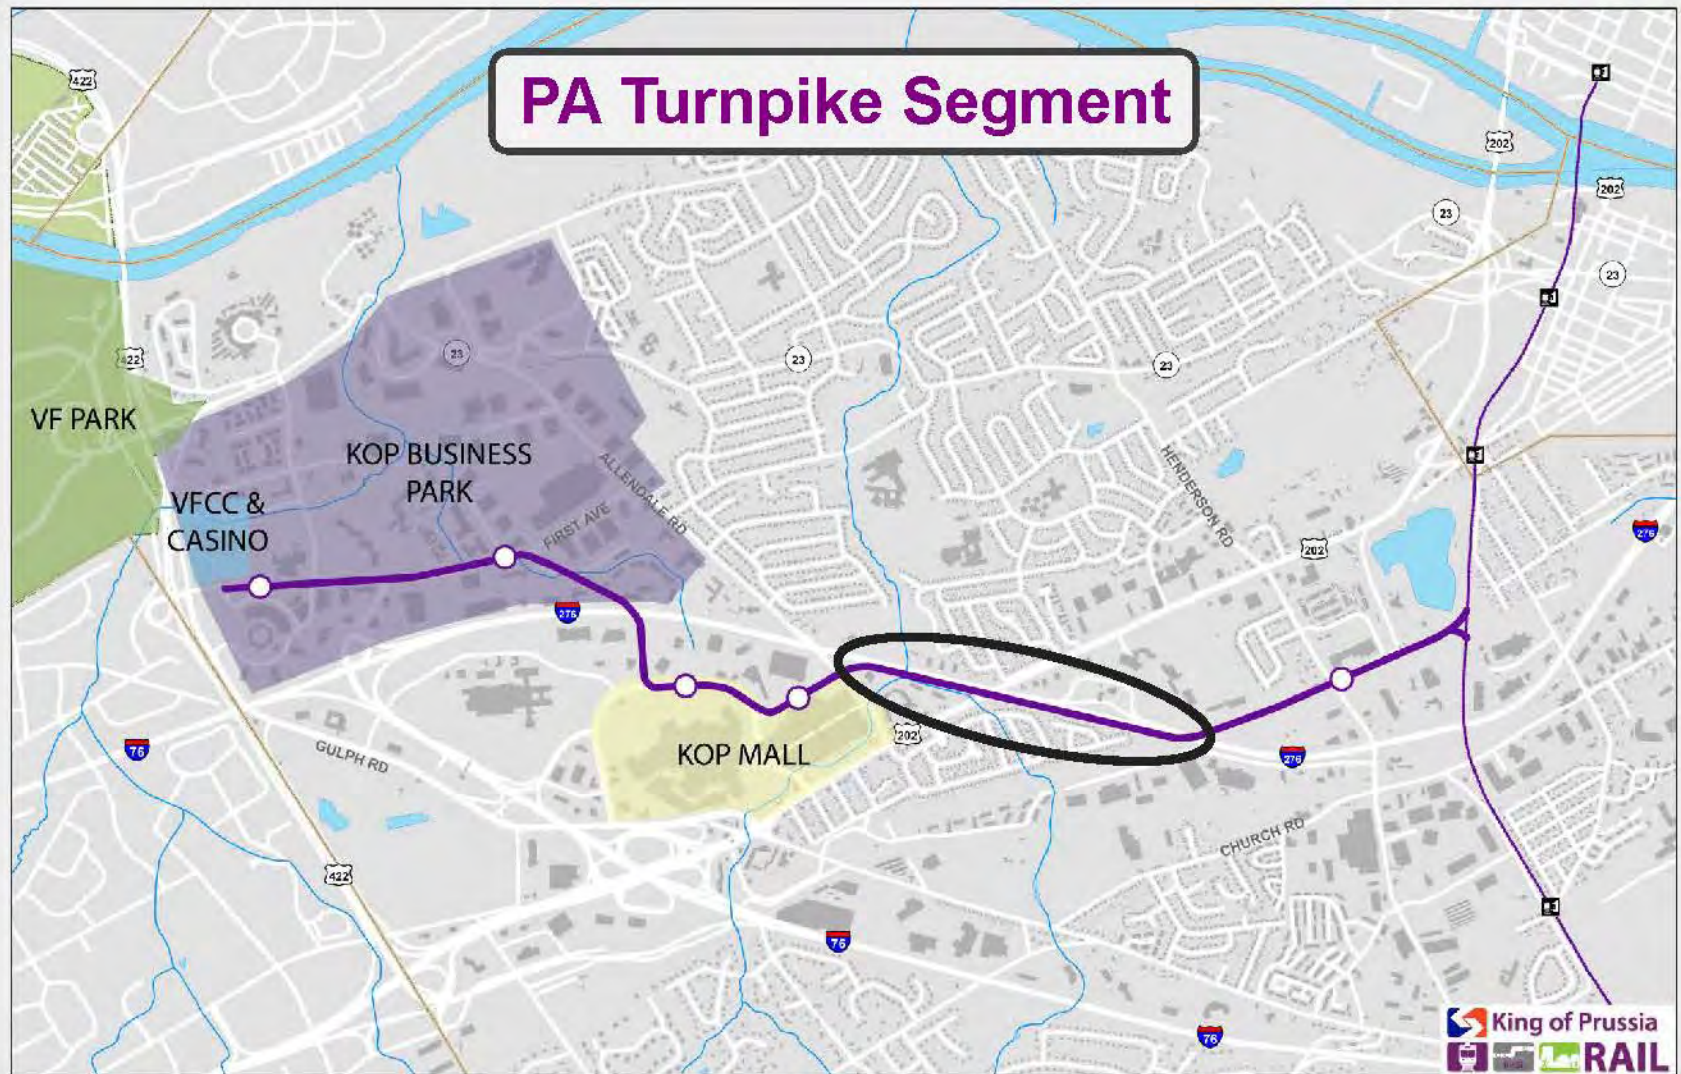 PA Turnpike Segment
422
202
202
23
23
422
23
23
23
VF PARK
KOP BUSINESS
PARK
ALLENDALE RD
HENDERSON RD
VFCC &
CASINO
FIRST AVE
202
276
276
202
KOP MALL
GULPH RD
76
276
CHURCH RD
422
76
76
King of Prussia
RAIL